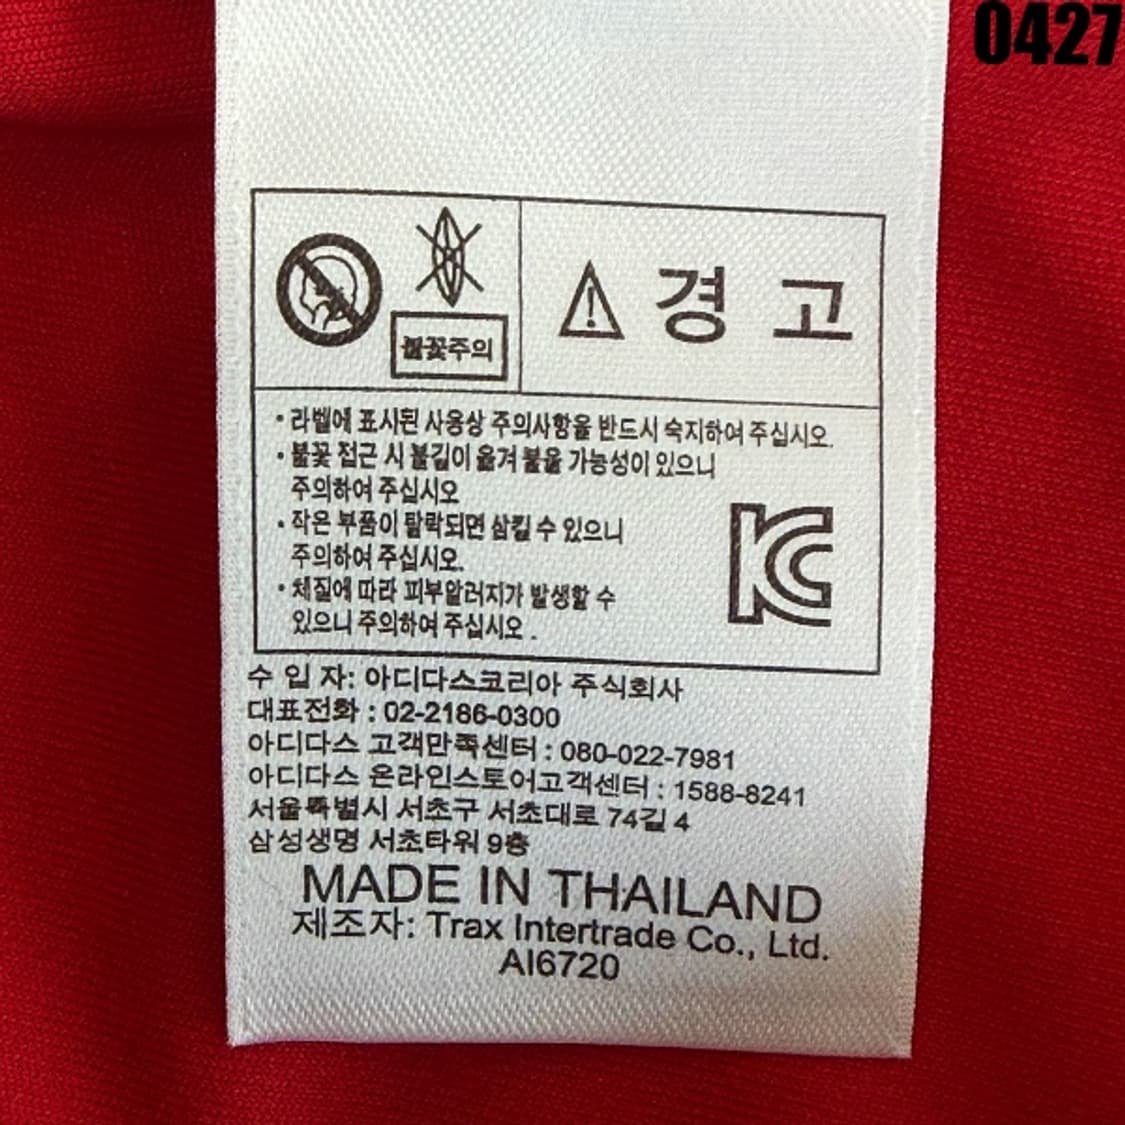 0427
불꽃주의
경 고
• 라벨에 표시된 사용상 주의사항을 반드시 숙지하여 주십시오.
• 불꽃 접근 시 불길이 옮겨 붙을 가능성이 있으니
주의하여 주십시오
• 작은 부품이 탈락되면 삼킬 수 있으니
주의하여 주십시오.
• 체질에 따라 피부알러지가 발생할 수
있으니 주의하여 주십시오 .
수 입 자: 아디다스코리아 주식회사
대표전화 : 02-2186-0300
아디다스 고객만족센터 : 080-022-7981
아디다스 온라인스토어고객센터 : 1588-8241
서울특별시 서초구 서초대로 74길 4
삼성생명 서초타워 9층
MADE IN THAILAND
제조자: Trax Intertrade Co., Ltd.
AI6720